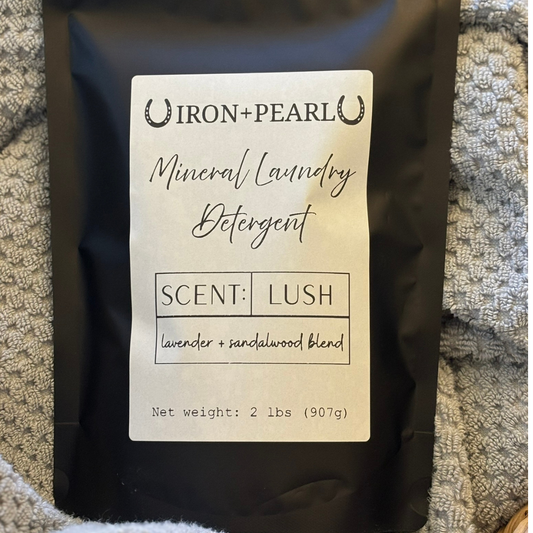 IRON+PEARL
Mineral Laundry
Detergent
SCENT: LUSH
lavender + sandalwood blend
Net weight: 2 lbs (907g)